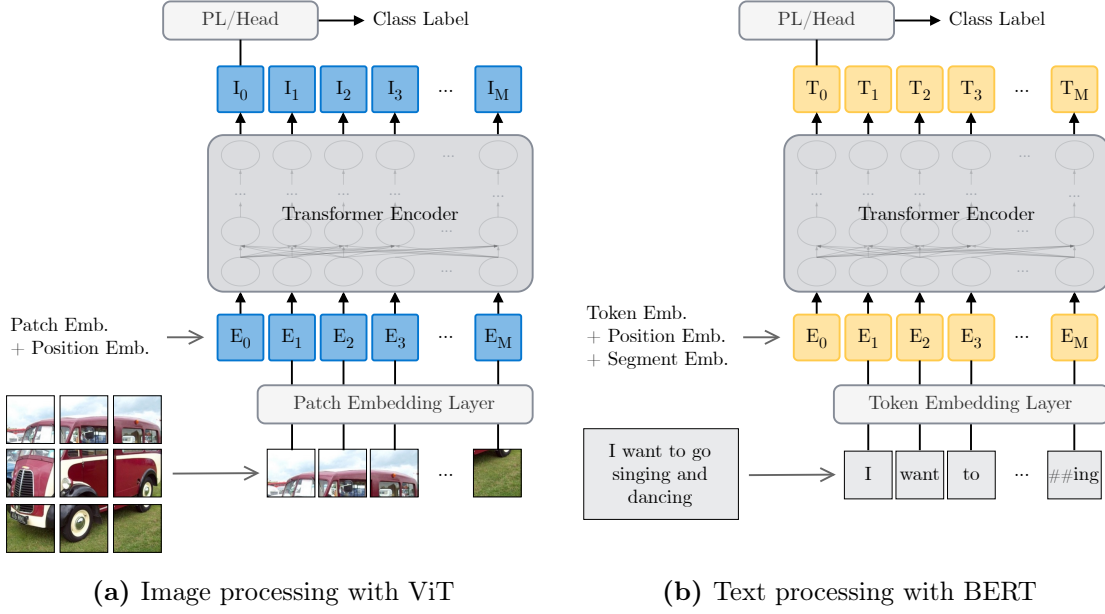 PL/Head
Class Label
I0 I1 I2 I3 ... IM
...
... ... ... ... ...
Transformer Encoder
...
...
Patch Emb.
+ Position Emb.
E0 E1 E2 E3 ... EM
Patch Embedding Layer
...
(a) Image processing with ViT
PL/Head
Class Label
T0 T1 T2 T3 ... TM
...
... ... ... ... ...
Transformer Encoder
...
...
Token Emb.
+ Position Emb.
+ Segment Emb.
E0 E1 E2 E3 ... EM
Token Embedding Layer
I want to go
singing and
dancing
I want to ... ##ing
(b) Text processing with BERT